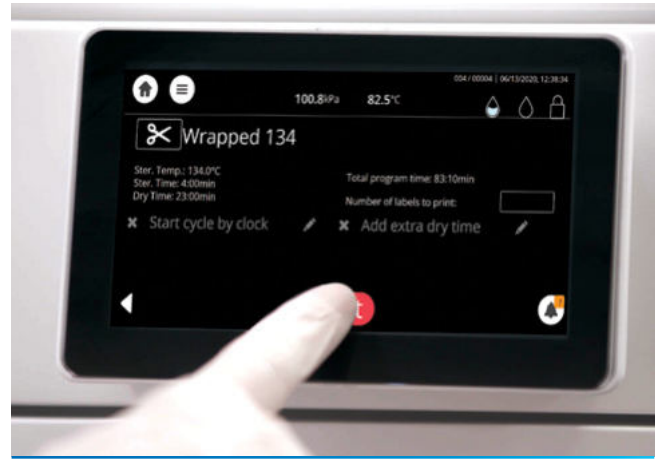 004 / 00004 | 06/13/2020, 12:38:34
100.8kPa 82.5°C
Wrapped 134
Ster. Temp.: 134.0°C
Ster. Time: 4:00min
Dry Time: 23:00min
Total program time: 83:10min
Number of labels to print:
Start cycle by clock
Add extra dry time